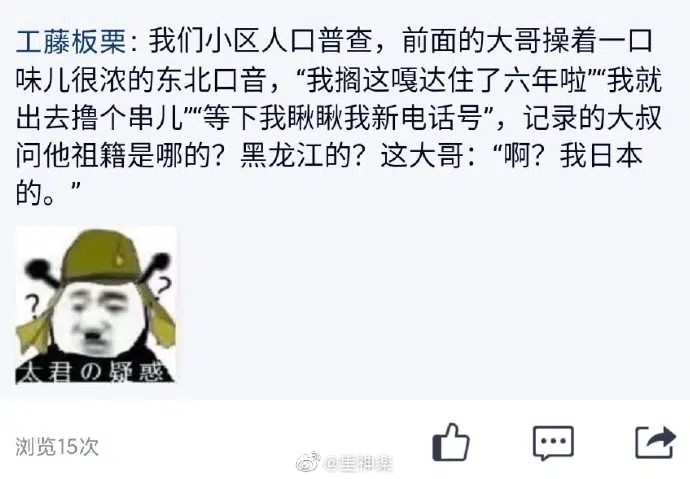 工藤板栗：我们小区人口普查，前面的大哥操着一口
味儿很浓的东北口音，“我搁这嘎达住了六年啦”“我就
出去撸个串儿”“等下我瞅瞅我新电话号”，记录的大叔
问他祖籍是哪的？黑龙江的？这大哥：“啊？我日本
的。”
? ?
太君の疑惑
浏览15次
@里神楽